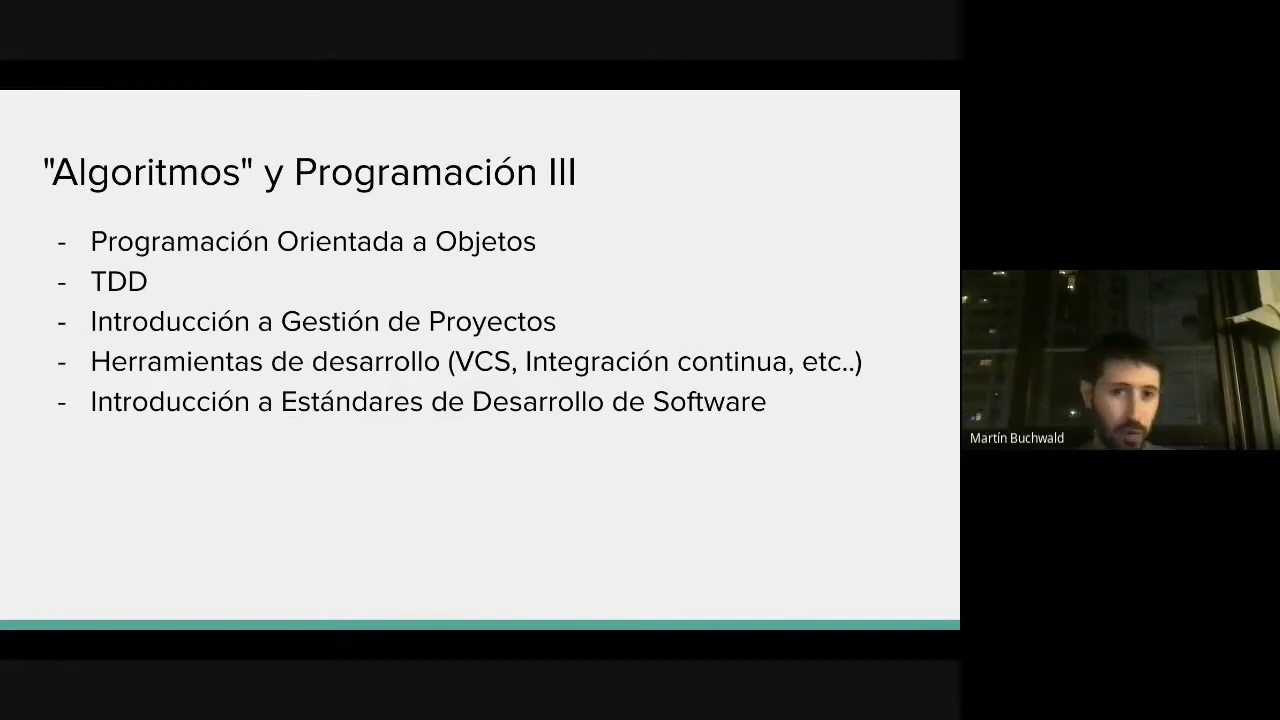 "Algoritmos" y Programación III
- Programación Orientada a Objetos
- TDD
- Introducción a Gestión de Proyectos
- Herramientas de desarrollo (VCS, Integración continua, etc..)
- Introducción a Estándares de Desarrollo de Software
Martín Buchwald